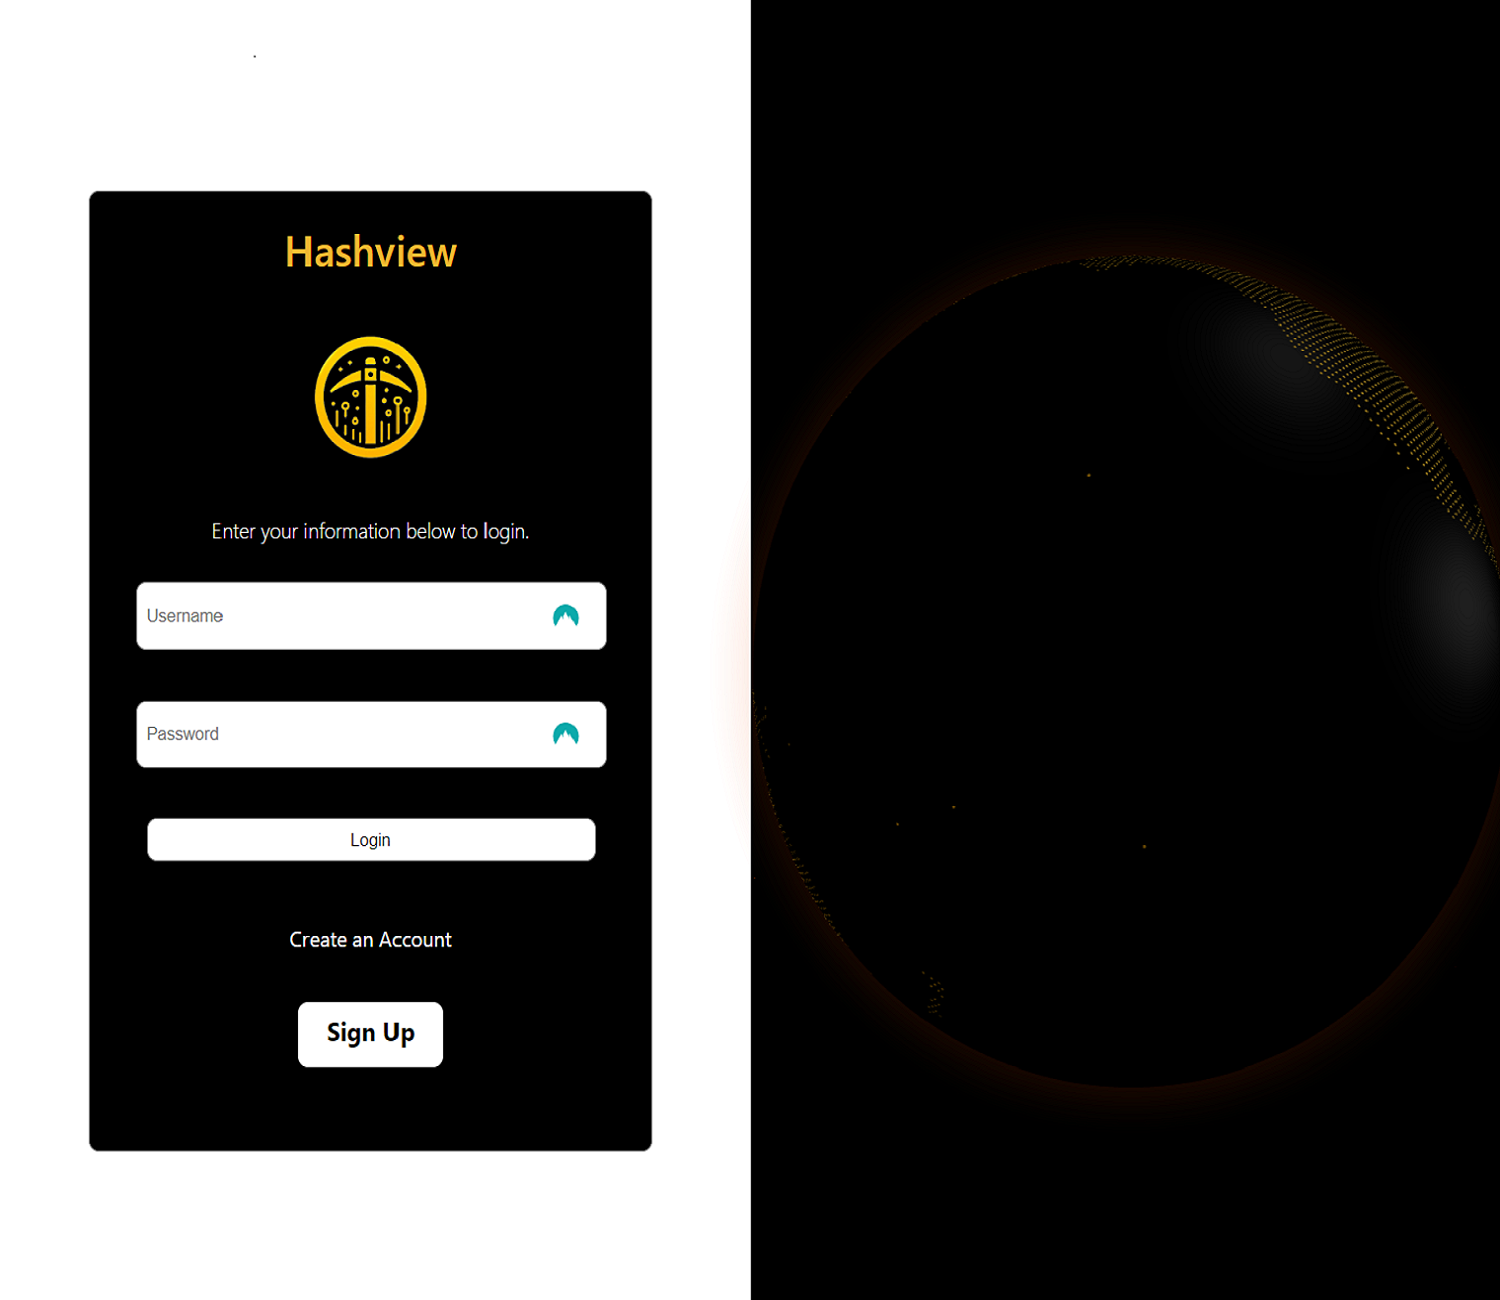 Hashview
Enter your information below to login.
Username
Password
Login
Create an Account
Sign Up